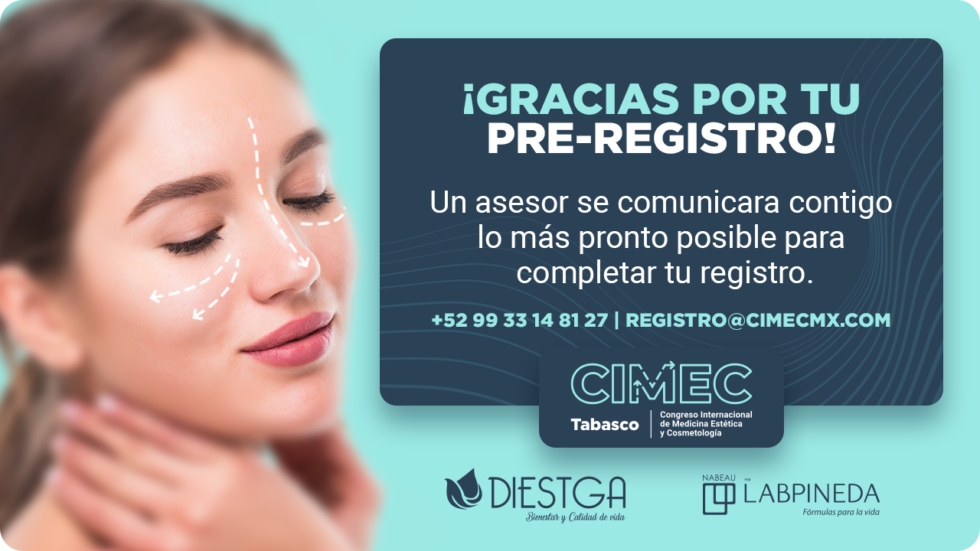 ¡GRACIAS POR TU
PRE-REGISTRO!
Un asesor se comunicara contigo
lo más pronto posible para
completar tu registro.
+52 99 33 14 81 27 | REGISTRO@CIMECMX.COM
CIMEC
Tabasco
Congreso Internacional
de Medicina Estética
y Cosmetología
DIESTGA
Bienestar y Calidad de vida
NABEAU POR
LABPINEDA
Fórmulas para la vida